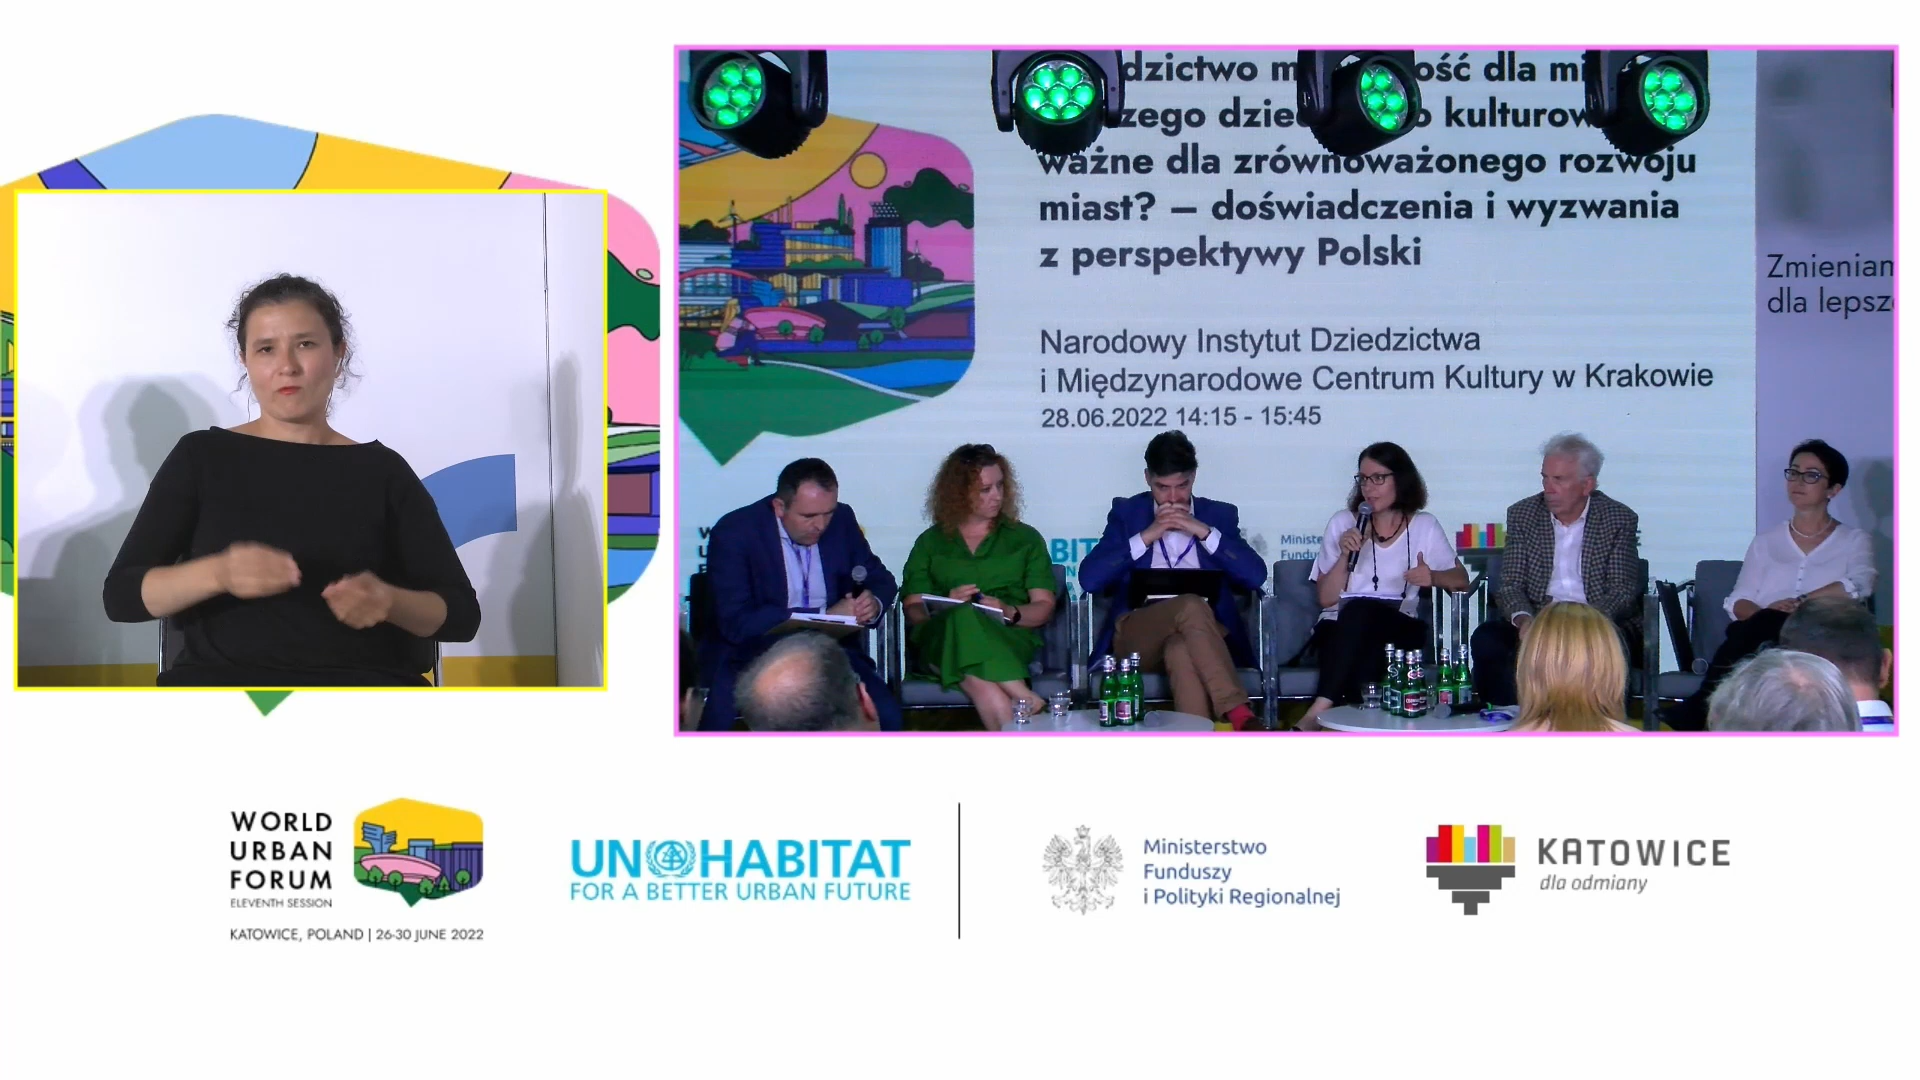 dzictwo m ość dla mi
zego dzie o kulturow
ważne dla zrównoważonego rozwoju
miast? – doświadczenia i wyzwania
z perspektywy Polski
Narodowy Instytut Dziedzictwa
i Międzynarodowe Centrum Kultury w Krakowie
28.06.2022 14:15 - 15:45
Zmieniam
dla lepsz
WORLD
URBAN
FORUM
ELEVENTH SESSION
KATOWICE, POLAND | 26-30 JUNE 2022
UN HABITAT
FOR A BETTER URBAN FUTURE
Ministerstwo
Funduszy
i Polityki Regionalnej
KATOWICE
dla odmiany